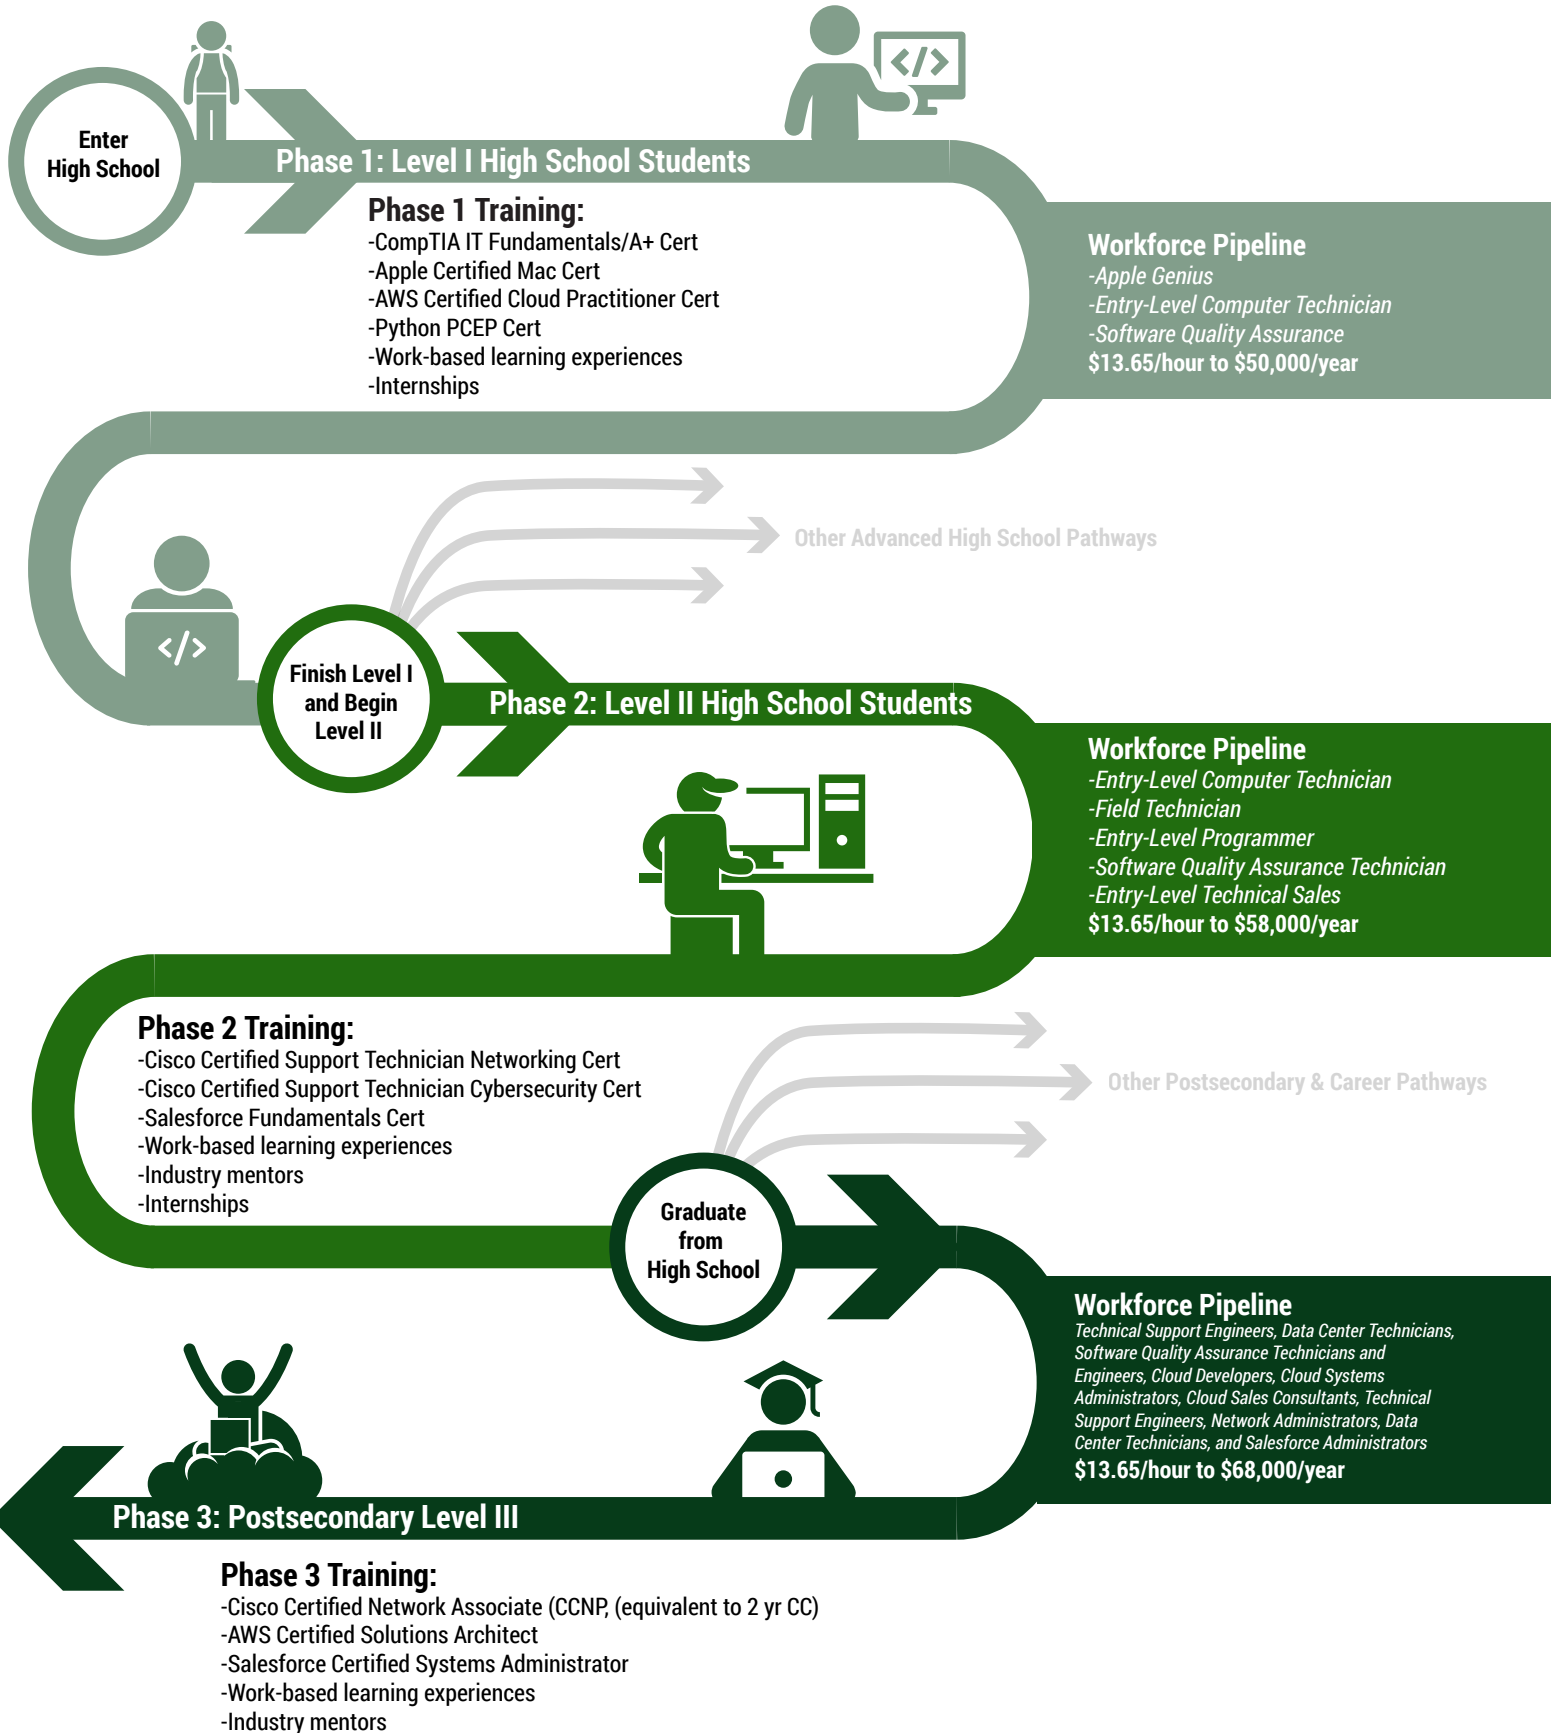 Enter
High School
</>
Phase 1: Level I High School Students
Phase 1 Training:
-CompTIA IT Fundamentals/A+ Cert
-Apple Certified Mac Cert
-AWS Certified Cloud Practitioner Cert
-Python PCEP Cert
-Work-based learning experiences
-Internships
Workforce Pipeline
-Apple Genius
-Entry-Level Computer Technician
-Software Quality Assurance
$13.65/hour to $50,000/year
Other Advanced High School Pathways
</>
Finish Level I
and Begin
Level II
Phase 2: Level II High School Students
Workforce Pipeline
-Entry-Level Computer Technician
-Field Technician
-Entry-Level Programmer
-Software Quality Assurance Technician
-Entry-Level Technical Sales
$13.65/hour to $58,000/year
Phase 2 Training:
-Cisco Certified Support Technician Networking Cert
-Cisco Certified Support Technician Cybersecurity Cert
-Salesforce Fundamentals Cert
-Work-based learning experiences
-Industry mentors
-Internships
Other Postsecondary & Career Pathways
Graduate
from
High School
Workforce Pipeline
Technical Support Engineers, Data Center Technicians,
Software Quality Assurance Technicians and
Engineers, Cloud Developers, Cloud Systems
Administrators, Cloud Sales Consultants, Technical
Support Engineers, Network Administrators, Data
Center Technicians, and Salesforce Administrators
$13.65/hour to $68,000/year
Phase 3: Postsecondary Level III
Phase 3 Training:
-Cisco Certified Network Associate (CCNP, (equivalent to 2 yr CC)
-AWS Certified Solutions Architect
-Salesforce Certified Systems Administrator
-Work-based learning experiences
-Industry mentors